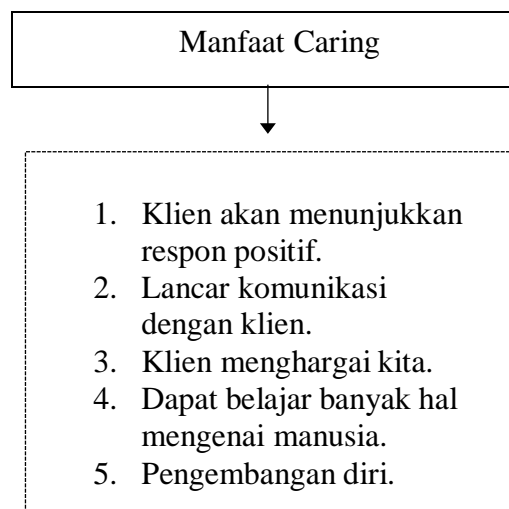 Manfaat Caring
1. Klien akan menunjukkan
respon positif.
2. Lancar komunikasi
dengan klien.
3. Klien menghargai kita.
4. Dapat belajar banyak hal
mengenai manusia.
5. Pengembangan diri.